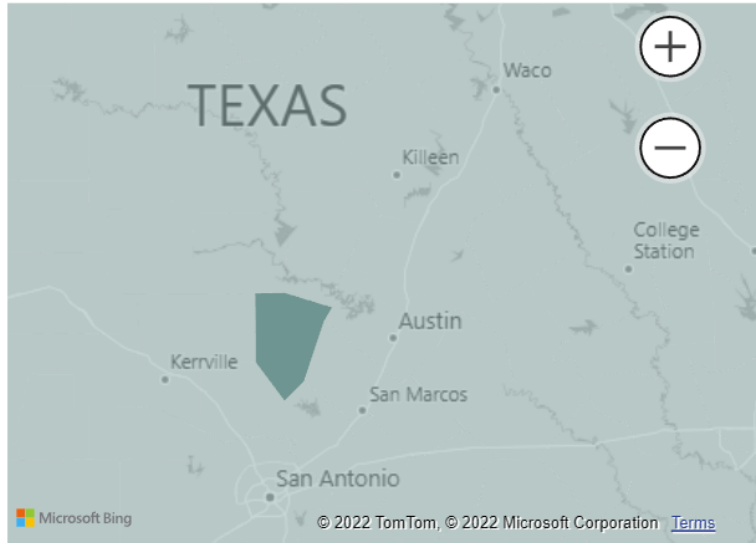 Waco
TEXAS
Killeen
College
Station
Austin
Kerrville
San Marcos
San Antonio
Microsoft Bing
© 2022 TomTom, © 2022 Microsoft Corporation Terms